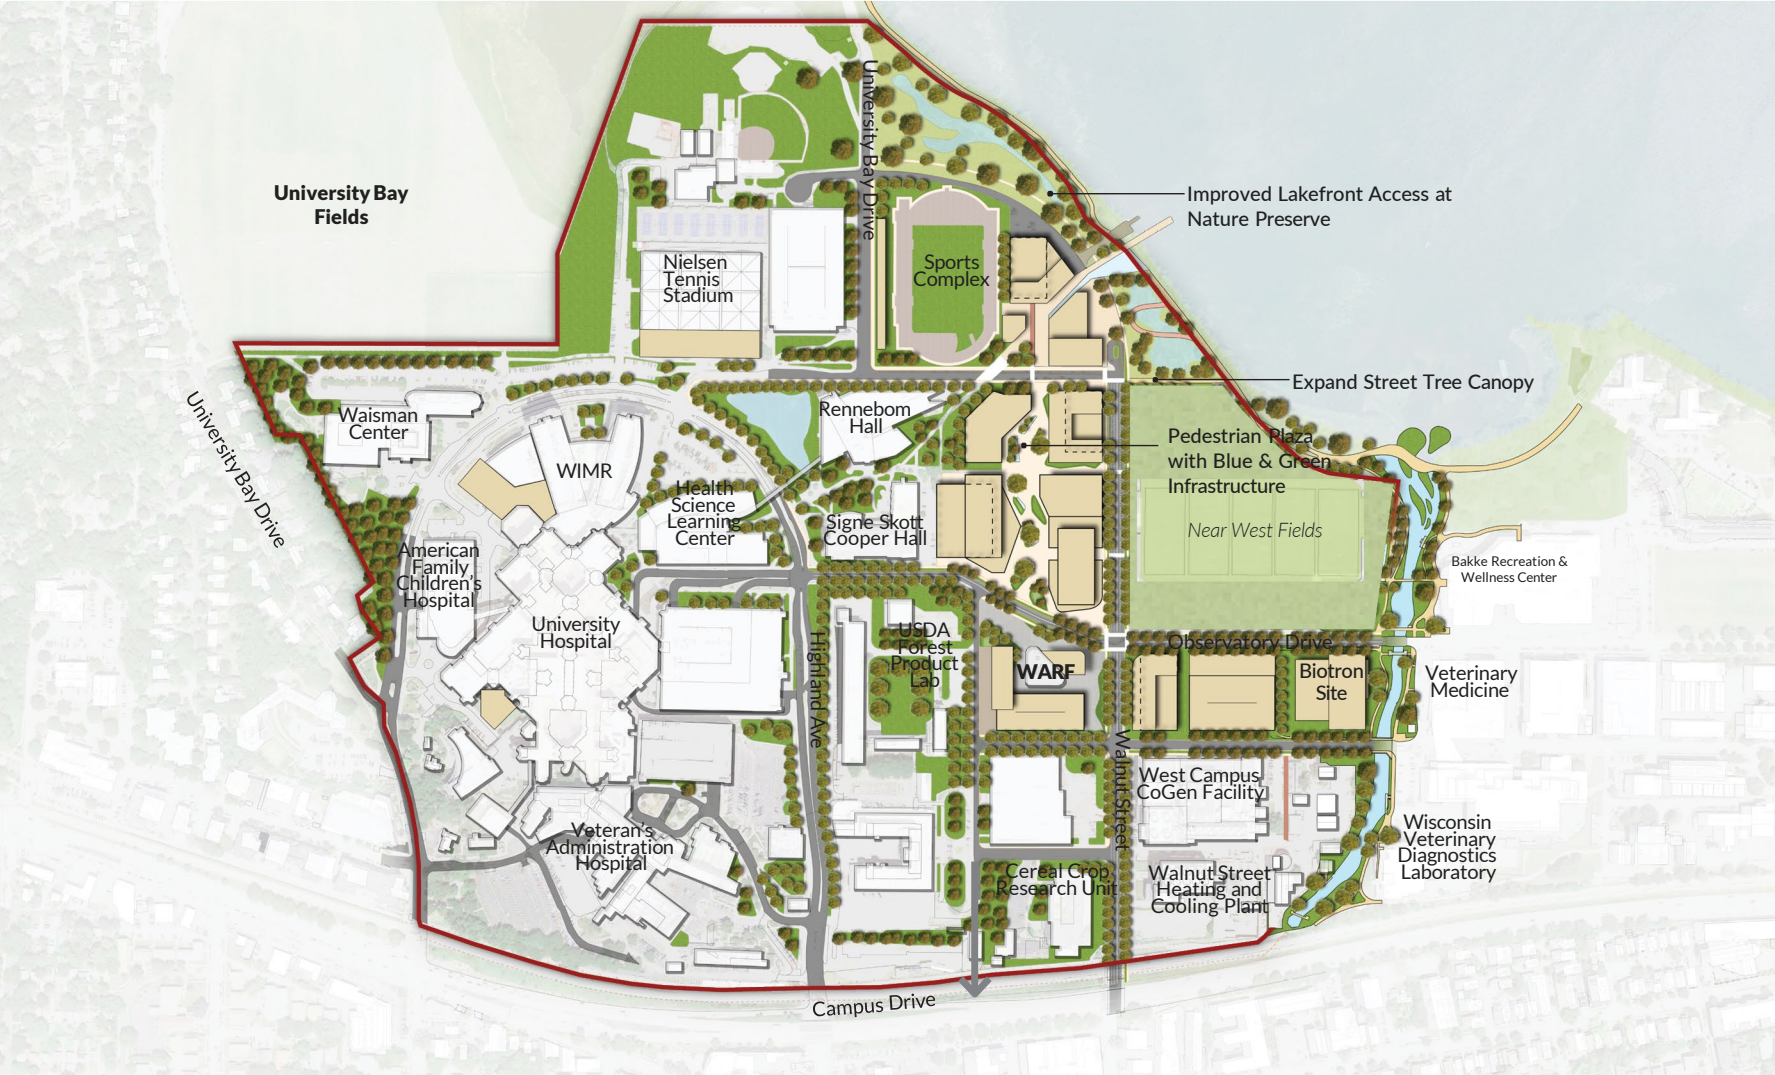 University Bay
Fields
University Bay Drive
Improved Lakefront Access at
Nature Preserve
Nielsen
Tennis
Stadium
Sports
Complex
Expand Street Tree Canopy
University Bay Drive
Waisman
Center
Rennebom
Hall
WIMR
Pedestrian Plaza
with Blue & Green
Infrastructure
Health
Science
Learning
Center
Signe Skott
Cooper Hall
Near West Fields
American
Family
Children's
Hospital
Bakke Recreation &
Wellness Center
University
Hospital
USDA
Forest
Product
Lab
Highland Ave
WARF
Observatory Drive
Biotron
Site
Veterinary
Medicine
Walnut Street
West Campus
CoGen Facility
Veteran's
Administration
Hospital
Wisconsin
Veterinary
Diagnostics
Laboratory
Cereal Crop
Research Unit
Walnut Street
Heating and
Cooling Plant
Campus Drive